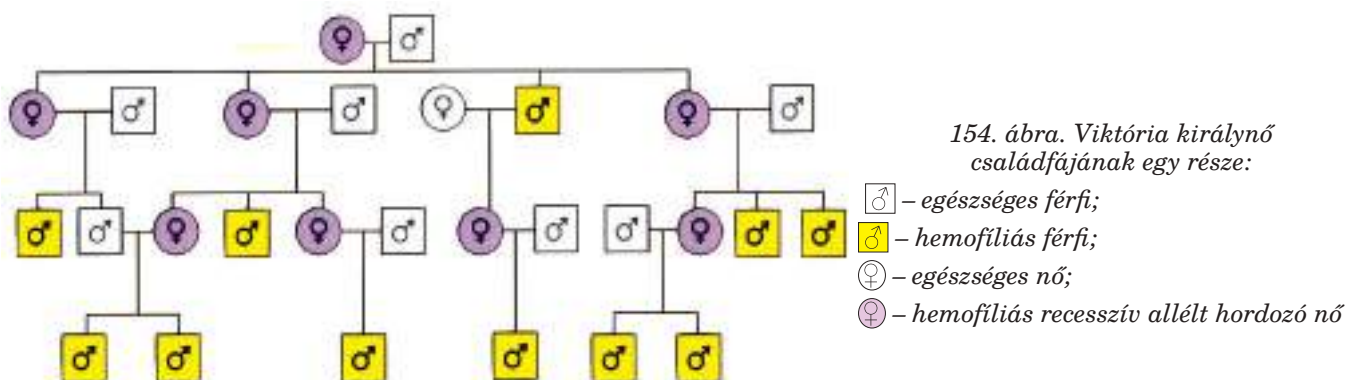 154. ábra. Viktória királynő
családfájának egy része:
♂ – egészséges férfi;
♂ – hemofíliás férfi;
♀ – egészséges nő;
♀ – hemofíliás recesszív allélt hordozó nő